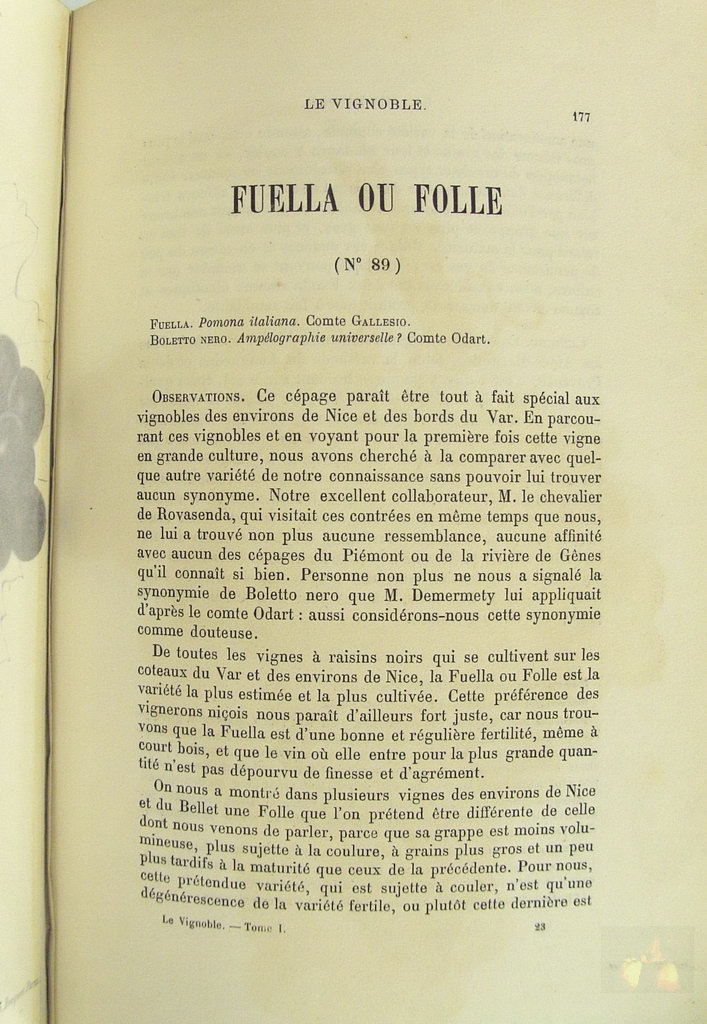 LE VIGNOBLE.
177
FUELLA OU FOLLE
(N° 89)
FUELLA. Pomona italiana. Comte GALLESIO.
BOLETTO NERO. Ampélographie universelle? Comte Odart.
OBSERVATIONS. Ce cépage paraît être tout à fait spécial aux
vignobles des environs de Nice et des bords du Var. En parcou-
rant ces vignobles et en voyant pour la première fois cette vigne
en grande culture, nous avons cherché à la comparer avec quel-
que autre variété de notre connaissance sans pouvoir lui trouver
aucun synonyme. Notre excellent collaborateur, M. le chevalier
de Rovasenda, qui visitait ces contrées en même temps que nous,
ne lui a trouvé non plus aucune ressemblance, aucune affinité
avec aucun des cépages du Piémont ou de la rivière de Gênes
qu'il connaît si bien. Personne non plus ne nous a signalé la
synonymie de Boletto nero que M. Demermety lui appliquait
d'après le comte Odart : aussi considérons-nous cette synonymie
comme douteuse.
De toutes les vignes à raisins noirs qui se cultivent sur les
coteaux du Var et des environs de Nice, la Fuella ou Folle est la
variété la plus estimée et la plus cultivée. Cette préférence des
vignerons niçois nous paraît d'ailleurs fort juste, car nous trou-
vons que la Fuella est d'une bonne et régulière fertilité, même à
court bois, et que le vin où elle entre pour la plus grande quan-
tité n'est pas dépourvu de finesse et d'agrément.
On nous a montré dans plusieurs vignes des environs de Nice
et du Bellet une Folle que l'on prétend être différente de celle
dont nous venons de parler, parce que sa grappe est moins volu-
mineuse, plus sujette à la coulure, à grains plus gros et un peu
plus tardifs à la maturité que ceux de la précédente. Pour nous,
cette prétendue variété, qui est sujette à couler, n'est qu'une
dégénérescence de la variété fertile, ou plutôt cette dernière est
Le Vignoble. — Tome I.
23